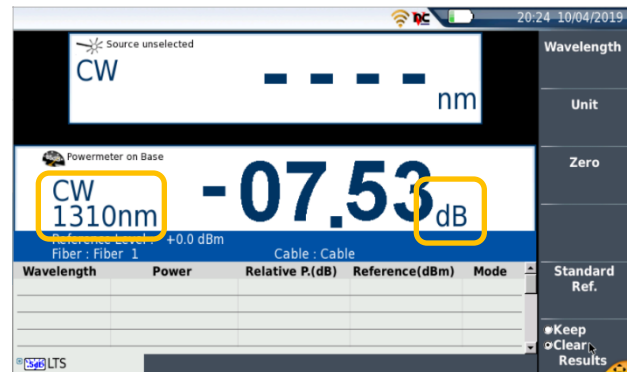 20:24 10/04/2019
Source unselected
CW
- - - -
nm
Powermeter on Base
CW
1310nm
-07.53
dB
Reference Level : +0.0 dBm
Fiber : Fiber 1
Cable : Cable
Wavelength Power Relative P.(dB) Reference(dBm) Mode
LTS
Wavelength
Unit
Zero
Standard
Ref.
Keep
Clear
Results